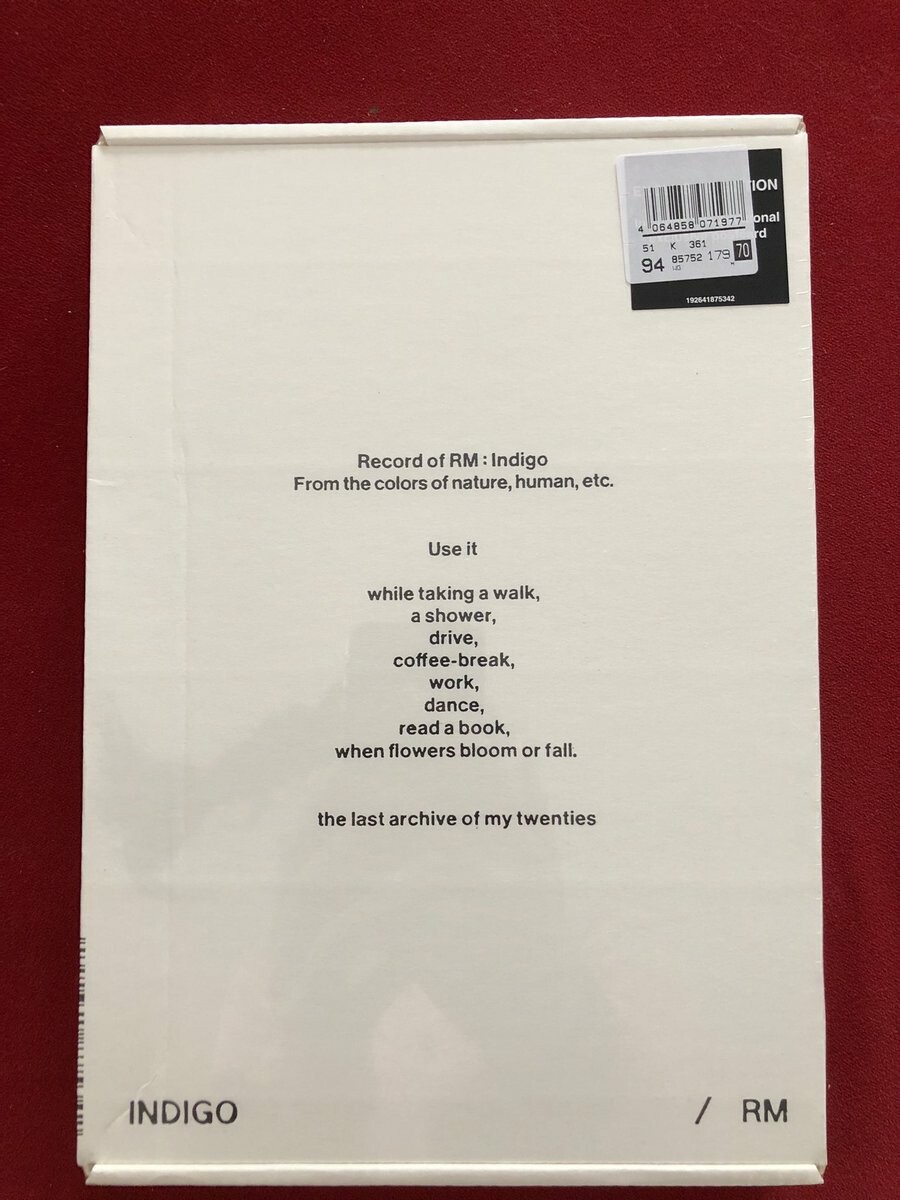 TION
onal
rd
4 064858 071977
51 K 361
94 85752 179 70
192641875342
Record of RM : Indigo
From the colors of nature, human, etc.
Use it
while taking a walk,
a shower,
drive,
coffee-break,
work,
dance,
read a book,
when flowers bloom or fall.
the last archive of my twenties
INDIGO / RM